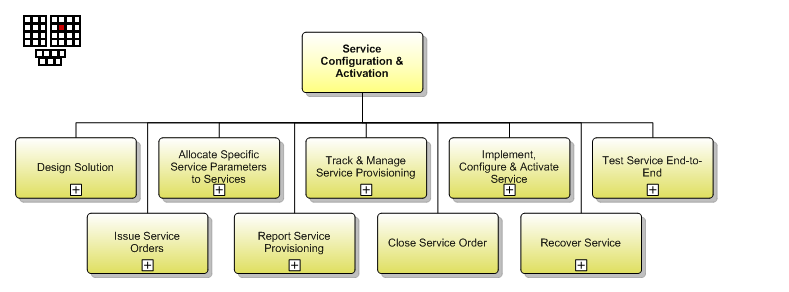 Service
Configuration &
Activation
Design Solution
Allocate Specific
Service Parameters
to Services
Track & Manage
Service Provisioning
Implement,
Configure & Activate
Service
Test Service End-to-
End
Issue Service
Orders
Report Service
Provisioning
Close Service Order
Recover Service